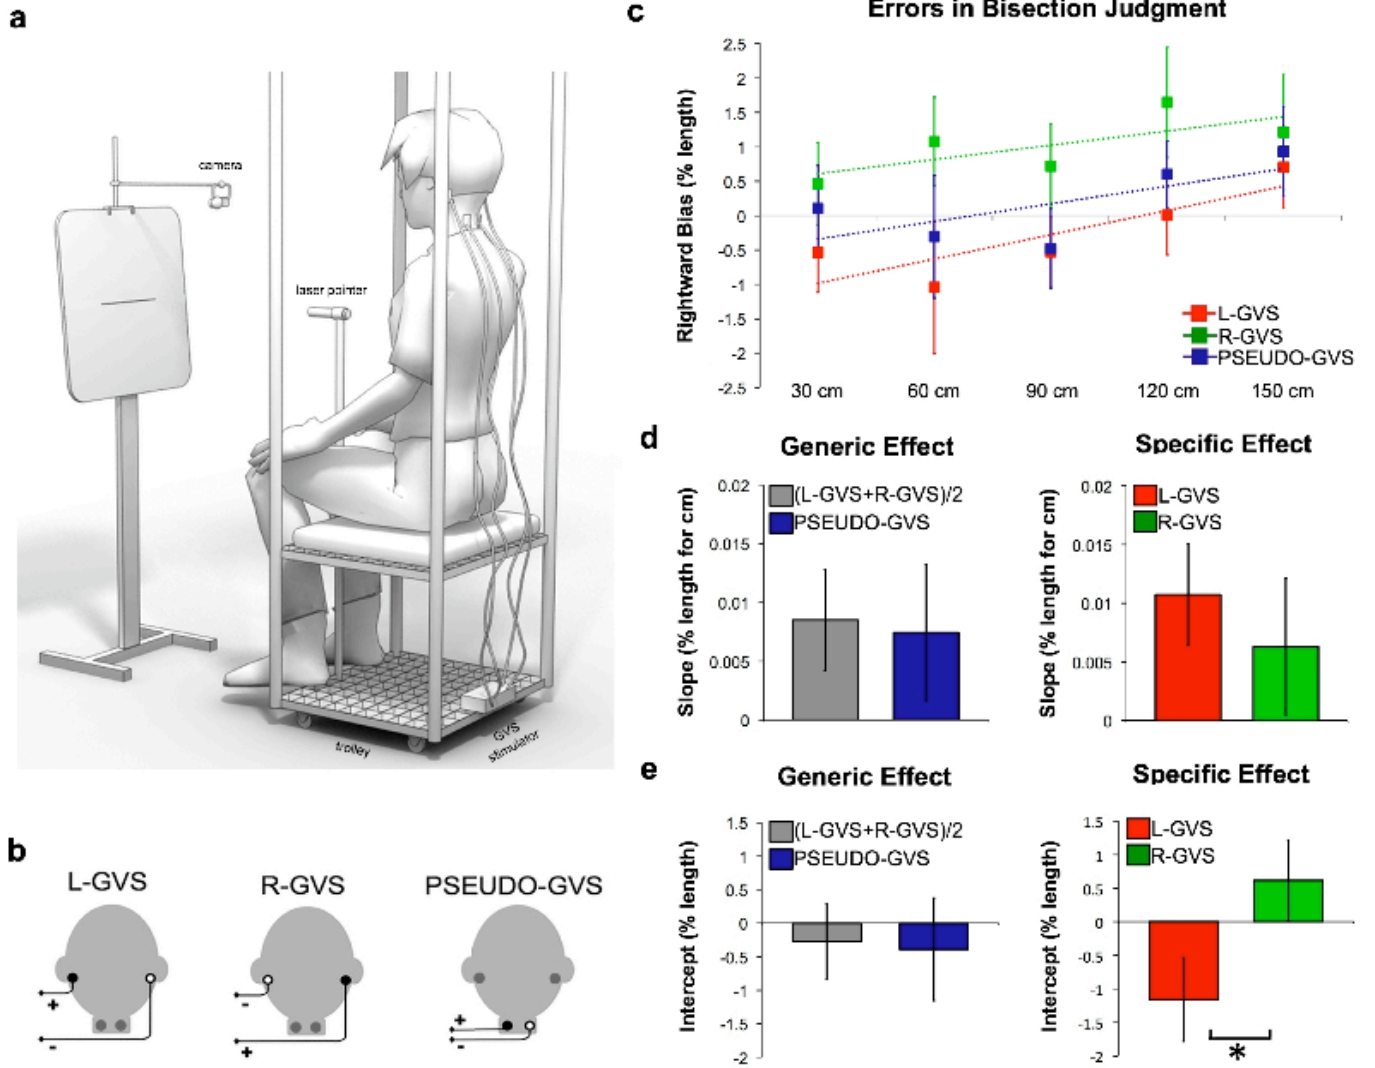 a
camera
laser pointer
trolley
GVS
stimulator
b
L-GVS
R-GVS
PSEUDO-GVS
+
-
-
+
+
-
c
Errors in Bisection Judgment
Rightward Bias (% length)
2.5
2
1.5
1
0.5
0
-0.5
-1
-1.5
-2
-2.5
30 cm 60 cm 90 cm 120 cm 150 cm
L-GVS
R-GVS
PSEUDO-GVS
d
Generic Effect
Slope (% length for cm)
0.02
0.015
0.01
0.005
0
(L-GVS+R-GVS)/2
PSEUDO-GVS
Specific Effect
Slope (% length for cm)
0.02
0.015
0.01
0.005
0
L-GVS
R-GVS
e
Generic Effect
Intercept (% length)
1.5
1
0.5
0
-0.5
-1
-1.5
-2
(L-GVS+R-GVS)/2
PSEUDO-GVS
Specific Effect
Intercept (% length)
1.5
1
0.5
0
-0.5
-1
-1.5
-2
L-GVS
R-GVS
*